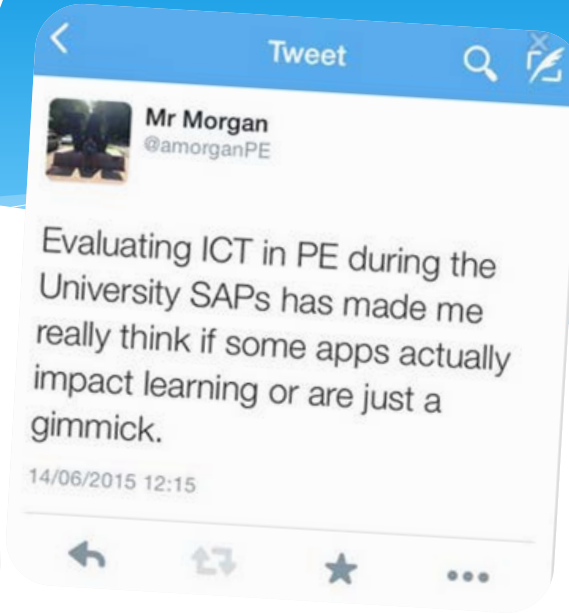 Tweet
Mr Morgan
@amorganPE
Evaluating ICT in PE during the
University SAPs has made me
really think if some apps actually
impact learning or are just a
gimmick.
14/06/2015 12:15